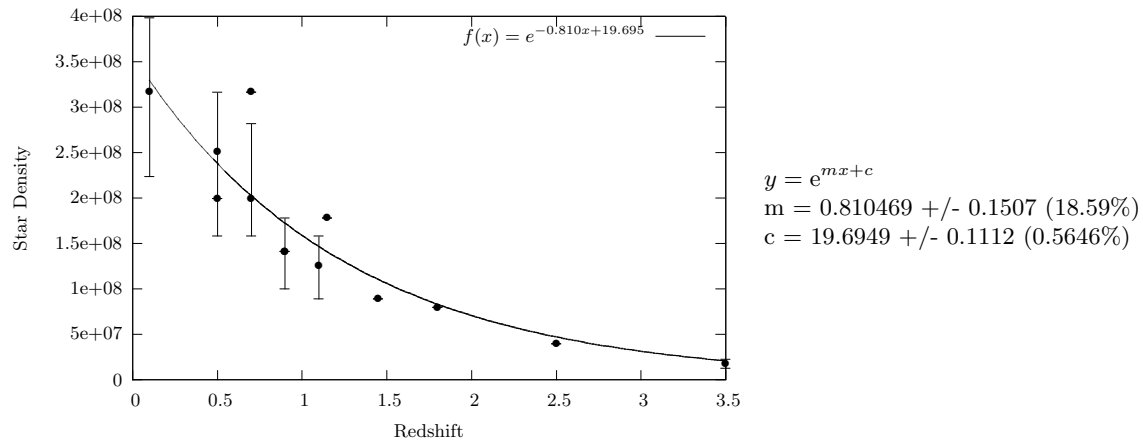 4e+08
3.5e+08
3e+08
2.5e+08
2e+08
1.5e+08
1e+08
5e+07
0
Star Density
f(x) = e^{-0.810x+19.695}
0 0.5 1 1.5 2 2.5 3 3.5
Redshift
y = e^{mx+c}
m = 0.810469 +/- 0.1507 (18.59%)
c = 19.6949 +/- 0.1112 (0.5646%)